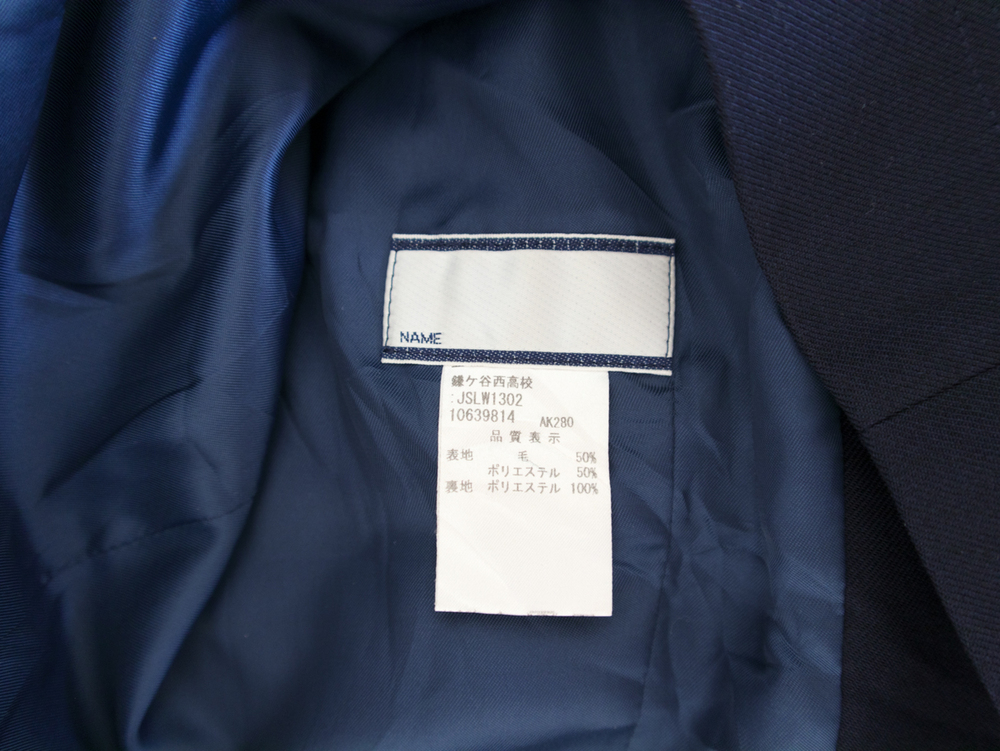 NAME
鎌ケ谷西高校
:JSLW1302
10639814 AK280
品質表示
表地 毛 50%
ポリエステル 50%
裏地 ポリエステル 100%